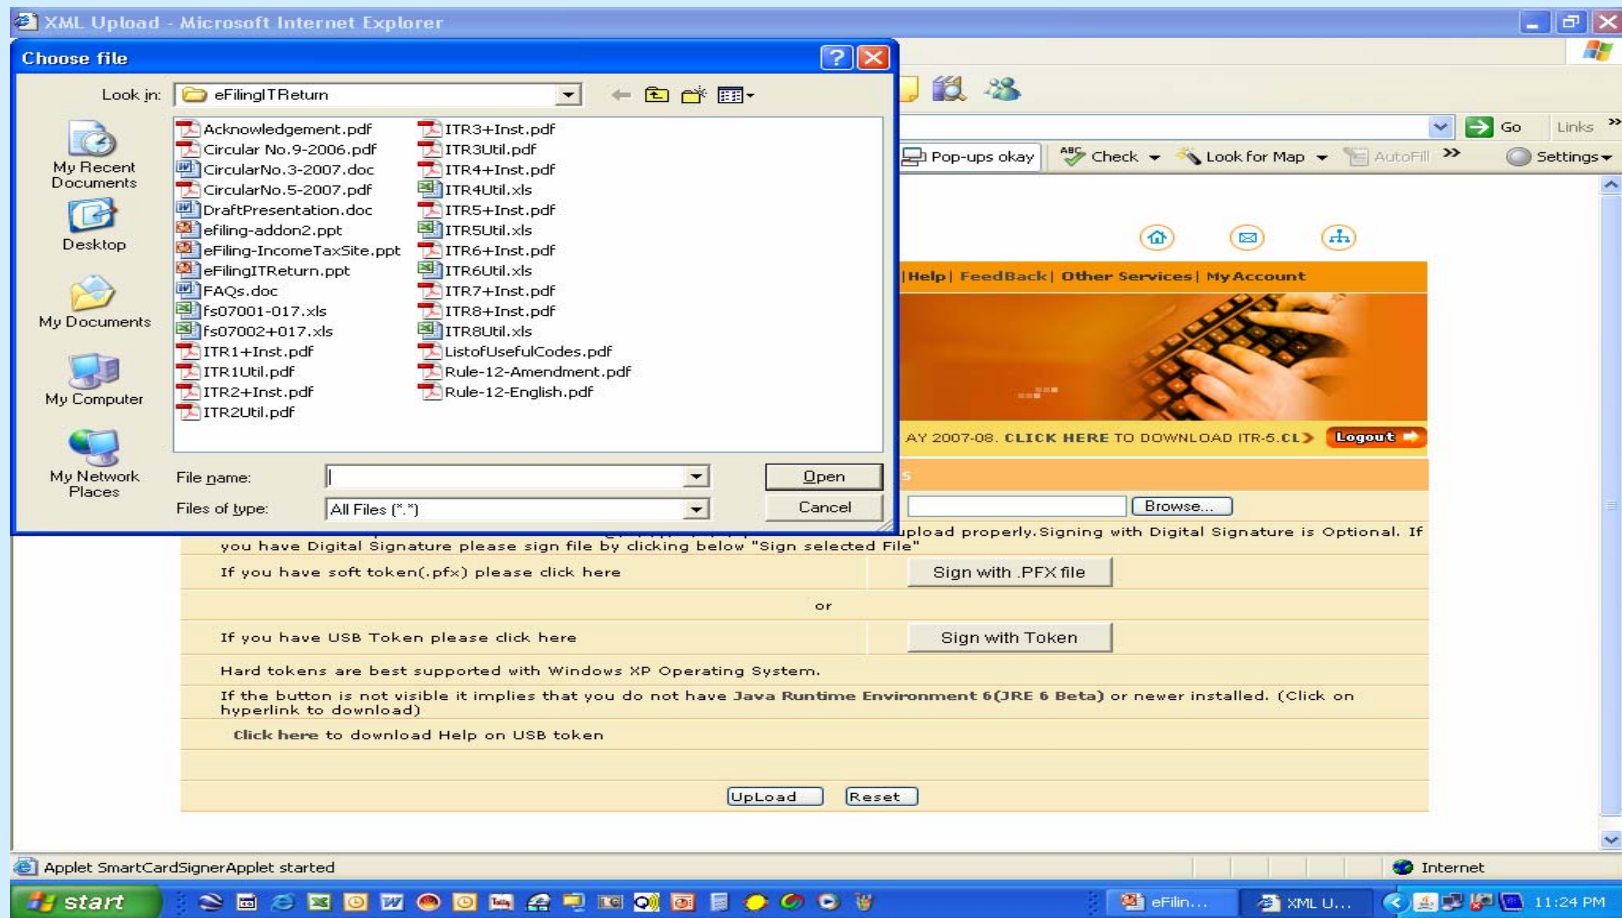 XML Upload - Microsoft Internet Explorer
Choose file
Look in: eFilingITReturn
My Recent Documents
Desktop
My Documents
My Computer
My Network Places
Acknowledgement.pdf
Circular No.9-2006.pdf
CircularNo.3-2007.doc
CircularNo.5-2007.pdf
DraftPresentation.doc
efiling-addon2.ppt
eFiling-IncomeTaxSite.ppt
eFilingITReturn.ppt
FAQs.doc
fs07001-017.xls
fs07002+017.xls
ITR1+Inst.pdf
ITR1Util.pdf
ITR2+Inst.pdf
ITR2Util.pdf
ITR3+Inst.pdf
ITR3Util.pdf
ITR4+Inst.pdf
ITR4Util.xls
ITR5+Inst.pdf
ITR5Util.xls
ITR6+Inst.pdf
ITR6Util.xls
ITR7+Inst.pdf
ITR8+Inst.pdf
ITR8Util.xls
ListofUsefulCodes.pdf
Rule-12-Amendment.pdf
Rule-12-English.pdf
File name:
Open
Files of type: All Files (*.*)
Cancel
Go Links »
Pop-ups okay ABC Check Look for Map AutoFill » Settings
|Help| FeedBack| Other Services| My Account
AY 2007-08. CLICK HERE TO DOWNLOAD ITR-5.CL Logout
Browse...
upload properly.Signing with Digital Signature is Optional. If
you have Digital Signature please sign file by clicking below "Sign selected File"
If you have soft token(.pfx) please click here Sign with .PFX file
or
If you have USB Token please click here Sign with Token
Hard tokens are best supported with Windows XP Operating System.
If the button is not visible it implies that you do not have Java Runtime Environment 6(JRE 6 Beta) or newer installed. (Click on
hyperlink to download)
Click here to download Help on USB token
UpLoad Reset
Applet SmartCardSignerApplet started Internet
start eFilin... XML U... 11:24 PM